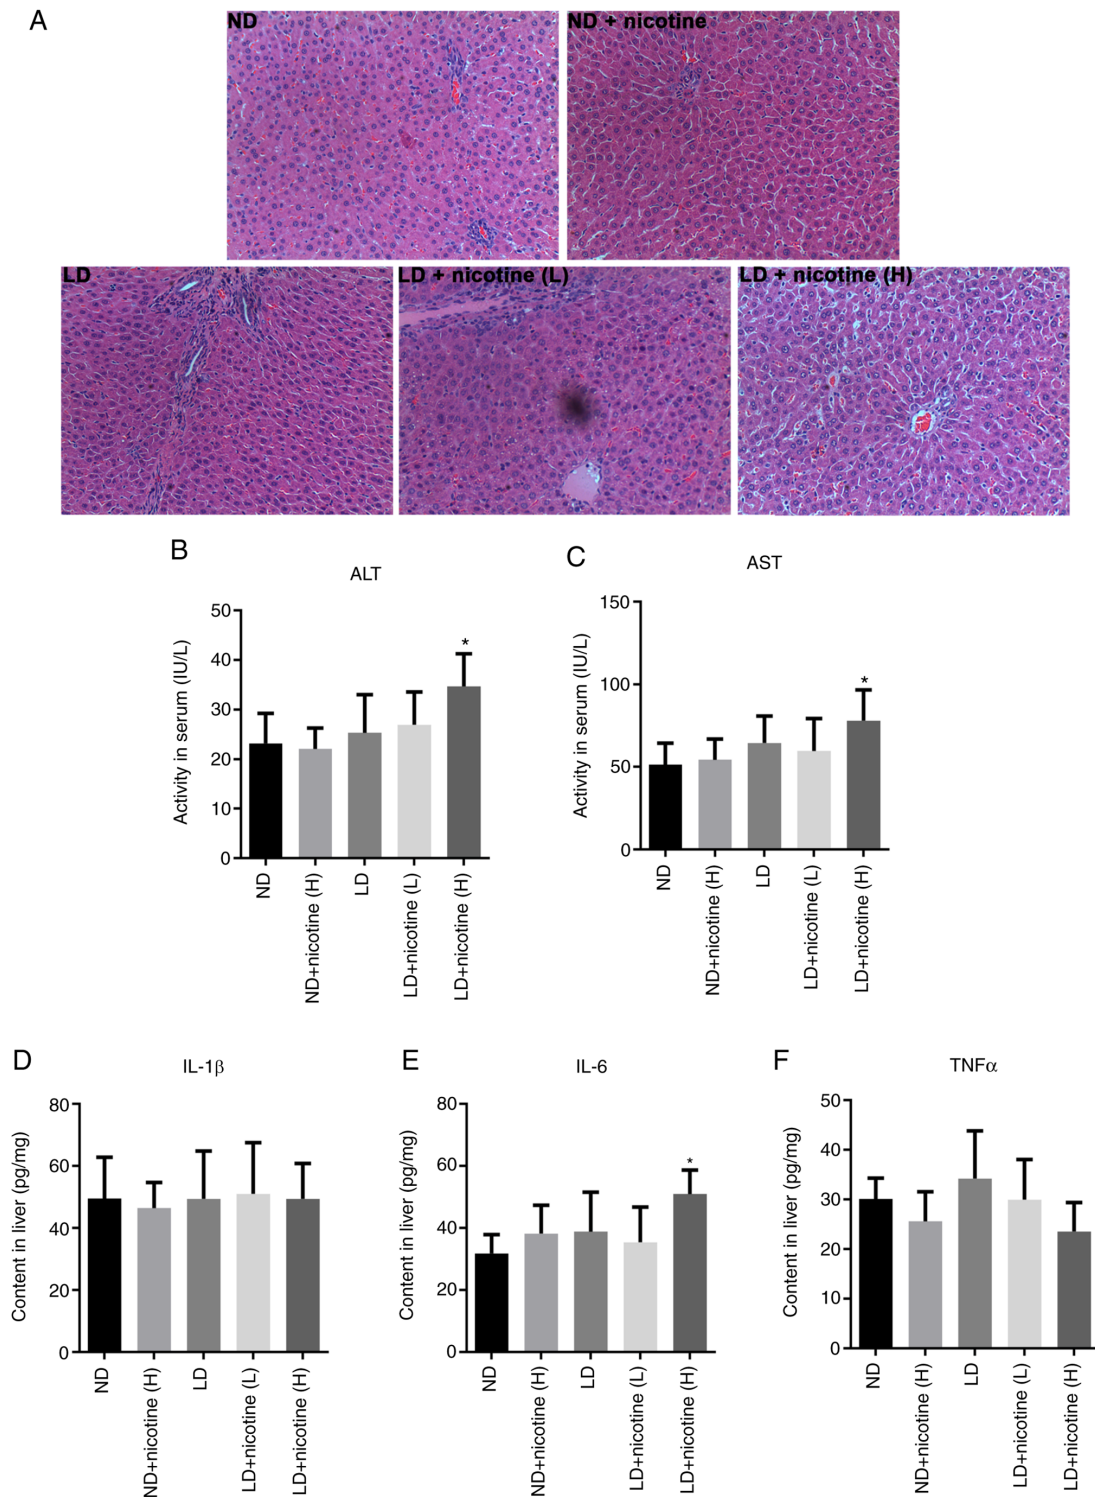 A
ND
ND + nicotine
LD
LD + nicotine (L)
LD + nicotine (H)
B
ALT
Activity in serum (IU/L)
50
40
30
20
10
0
*
ND
ND+nicotine (H)
LD
LD+nicotine (L)
LD+nicotine (H)
C
AST
Activity in serum (IU/L)
150
100
50
0
*
ND
ND+nicotine (H)
LD
LD+nicotine (L)
LD+nicotine (H)
D
IL-1β
Content in liver (pg/mg)
80
60
40
20
0
ND
ND+nicotine (H)
LD
LD+nicotine (L)
LD+nicotine (H)
E
IL-6
Content in liver (pg/mg)
80
60
40
20
0
*
ND
ND+nicotine (H)
LD
LD+nicotine (L)
LD+nicotine (H)
F
TNFα
Content in liver (pg/mg)
50
40
30
20
10
0
ND
ND+nicotine (H)
LD
LD+nicotine (L)
LD+nicotine (H)